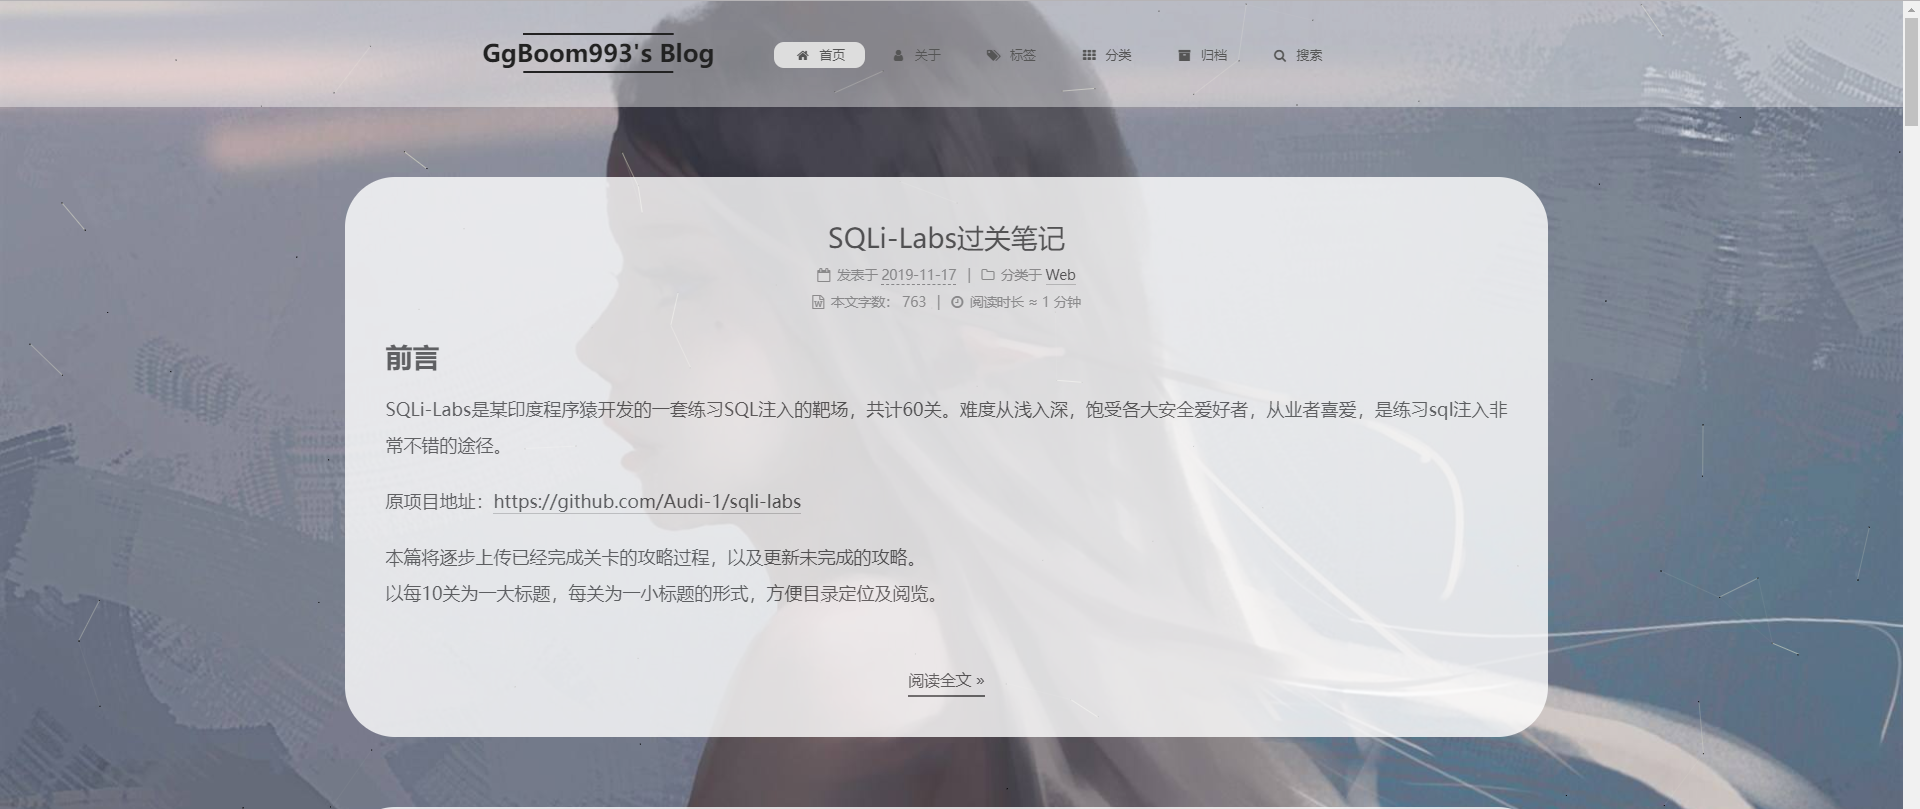 GgBoom993's Blog
首页 关于 标签 分类 归档 搜索
SQLi-Labs过关笔记
发表于 2019-11-17 | 分类于 Web
本文字数： 763 | 阅读时长 ≈ 1 分钟
前言
SQLi-Labs是某印度程序猿开发的一套练习SQL注入的靶场，共计60关。难度从浅入深，饱受各大安全爱好者，从业者喜爱，是练习sql注入非
常不错的途径。
原项目地址：https://github.com/Audi-1/sqli-labs
本篇将逐步上传已经完成关卡的攻略过程，以及更新未完成的攻略。
以每10关为一大标题，每关为一小标题的形式，方便目录定位及阅览。
阅读全文 »